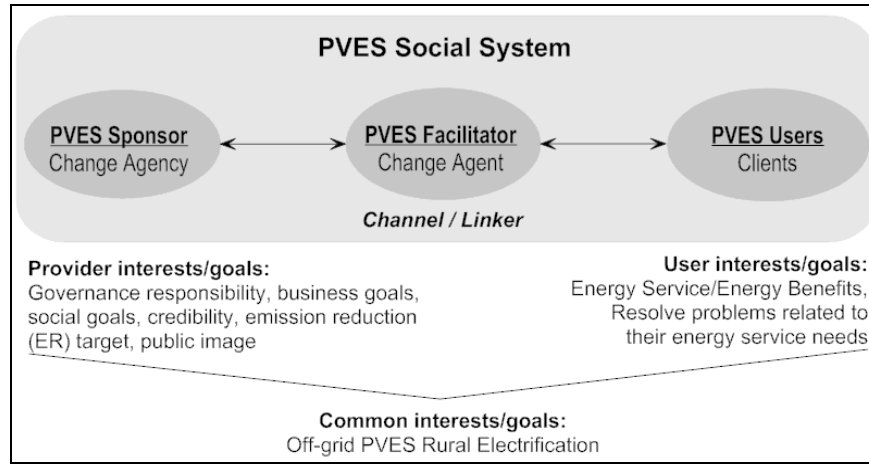 PVES Social System
PVES Sponsor
Change Agency
PVES Facilitator
Change Agent
PVES Users
Clients
Channel / Linker
Provider interests/goals:
Governance responsibility, business goals,
social goals, credibility, emission reduction
(ER) target, public image
User interests/goals:
Energy Service/Energy Benefits,
Resolve problems related to
their energy service needs
Common interests/goals:
Off-grid PVES Rural Electrification